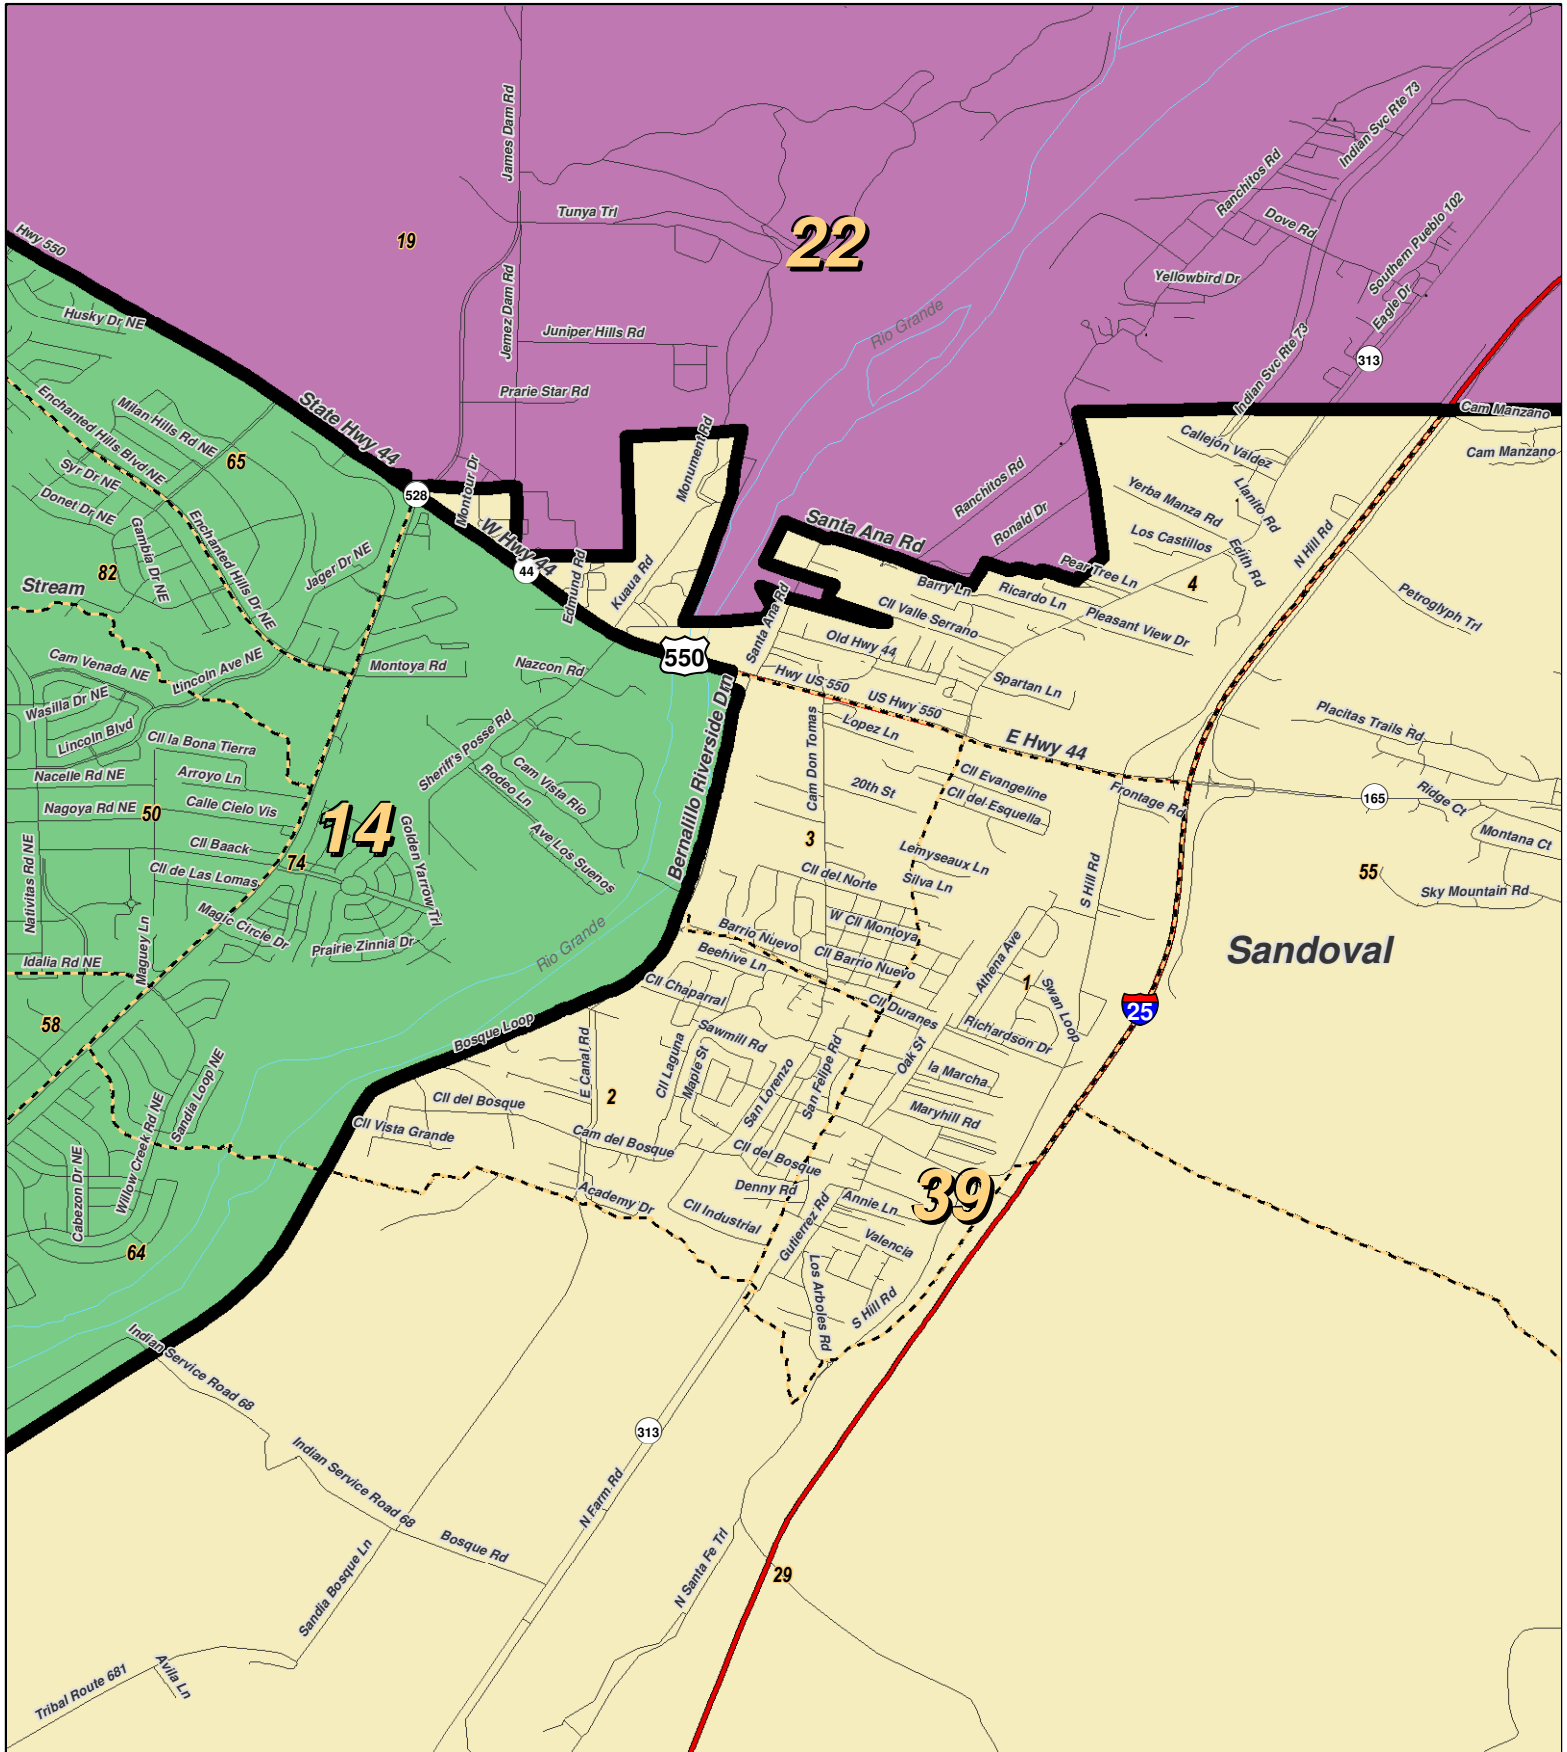 James Dam Rd
Indian Svc Rte 73
Ranchitos Rd
Tunya Trl
Dove Rd
Southern Pueblo 102
22
19
Hwy 550
Yellowbird Dr
Eagle Dr
Jemez Dam Rd
Husky Dr NE
Juniper Hills Rd
Rio Grande
Indian Svc Rte 73
313
Prarie Star Rd
Enchanted Hills Blvd NE
Milan Hills Rd NE
State Hwy 44
Cam Manzano
Monument Rd
Callejon Valdez
Cam Manzano
65
Syr Dr NE
Montour Dr
Ranchitos Rd
Llanito Rd
Yerba Manza Rd
528
Donet Dr NE
Gambia Dr NE
Enchanted Hills Dr NE
W Hwy 44
Santa Ana Rd
Ronald Dr
N Hill Rd
Los Castillos
Edith Rd
Jager Dr NE
44
Kuaua Rd
Edmund Rd
Pear Tree Ln
82
Stream
Barry Ln
Ricardo Ln
4
Petroglyph Trl
Cll Valle Serrano
Pleasant View Dr
Santa Ana Rd
Old Hwy 44
550
Cam Venada NE
Lincoln Ave NE
Montoya Rd
Nazcon Rd
Hwy US 550
US Hwy 550
Spartan Ln
Wasilla Dr NE
Lincoln Blvd
Bernalillo Riverside Drn
Cam Don Tomas
Lopez Ln
E Hwy 44
Placitas Trails Rd
Cll la Bona Tierra
Sheriff's Posse Rd
Nacelle Rd NE
Arroyo Ln
Rodeo Ln
Cam Vista Rio
20th St
Cll Evangeline
Cll del Esquella
Frontage Rd
165
Ridge Ct
Nagoya Rd NE
50
Calle Cielo Vis
14
Montana Ct
Cll Baack
74
Golden Yarrow Trl
Ave Los Suenos
3
Lemyseaux Ln
Nativitas Rd NE
Cll de Las Lomas
Cll del Norte
Silva Ln
S Hill Rd
55
Sky Mountain Rd
Magic Circle Dr
Maguey Ln
Prairie Zinnia Dr
Rio Grande
W Cll Montoya
Barrio Nuevo
Cll Barrio Nuevo
Beehive Ln
Athena Ave
Sandoval
Idalia Rd NE
Cll Chaparral
1
Swan Loop
Cll Duranes
25
58
Bosque Loop
Sawmill Rd
Richardson Dr
E Canal Rd
Cll Laguna
Maple St
San Lorenzo
San Felipe Rd
Oak St
la Marcha
Sandia Loop NE
Willow Creek Rd NE
Cll del Bosque
2
Maryhill Rd
Cll Vista Grande
Cam del Bosque
Cll del Bosque
Cabezon Dr NE
Academy Dr
Denny Rd
39
Annie Ln
Cll Industrial
Gutierrez Rd
Valencia
64
Los Arboles Rd
S Hill Rd
Indian Service Road 68
313
Indian Service Road 68
N Farm Rd
Bosque Rd
N Santa Fe Trl
29
Sandia Bosque Ln
Tribal Route 681
Avila Ln